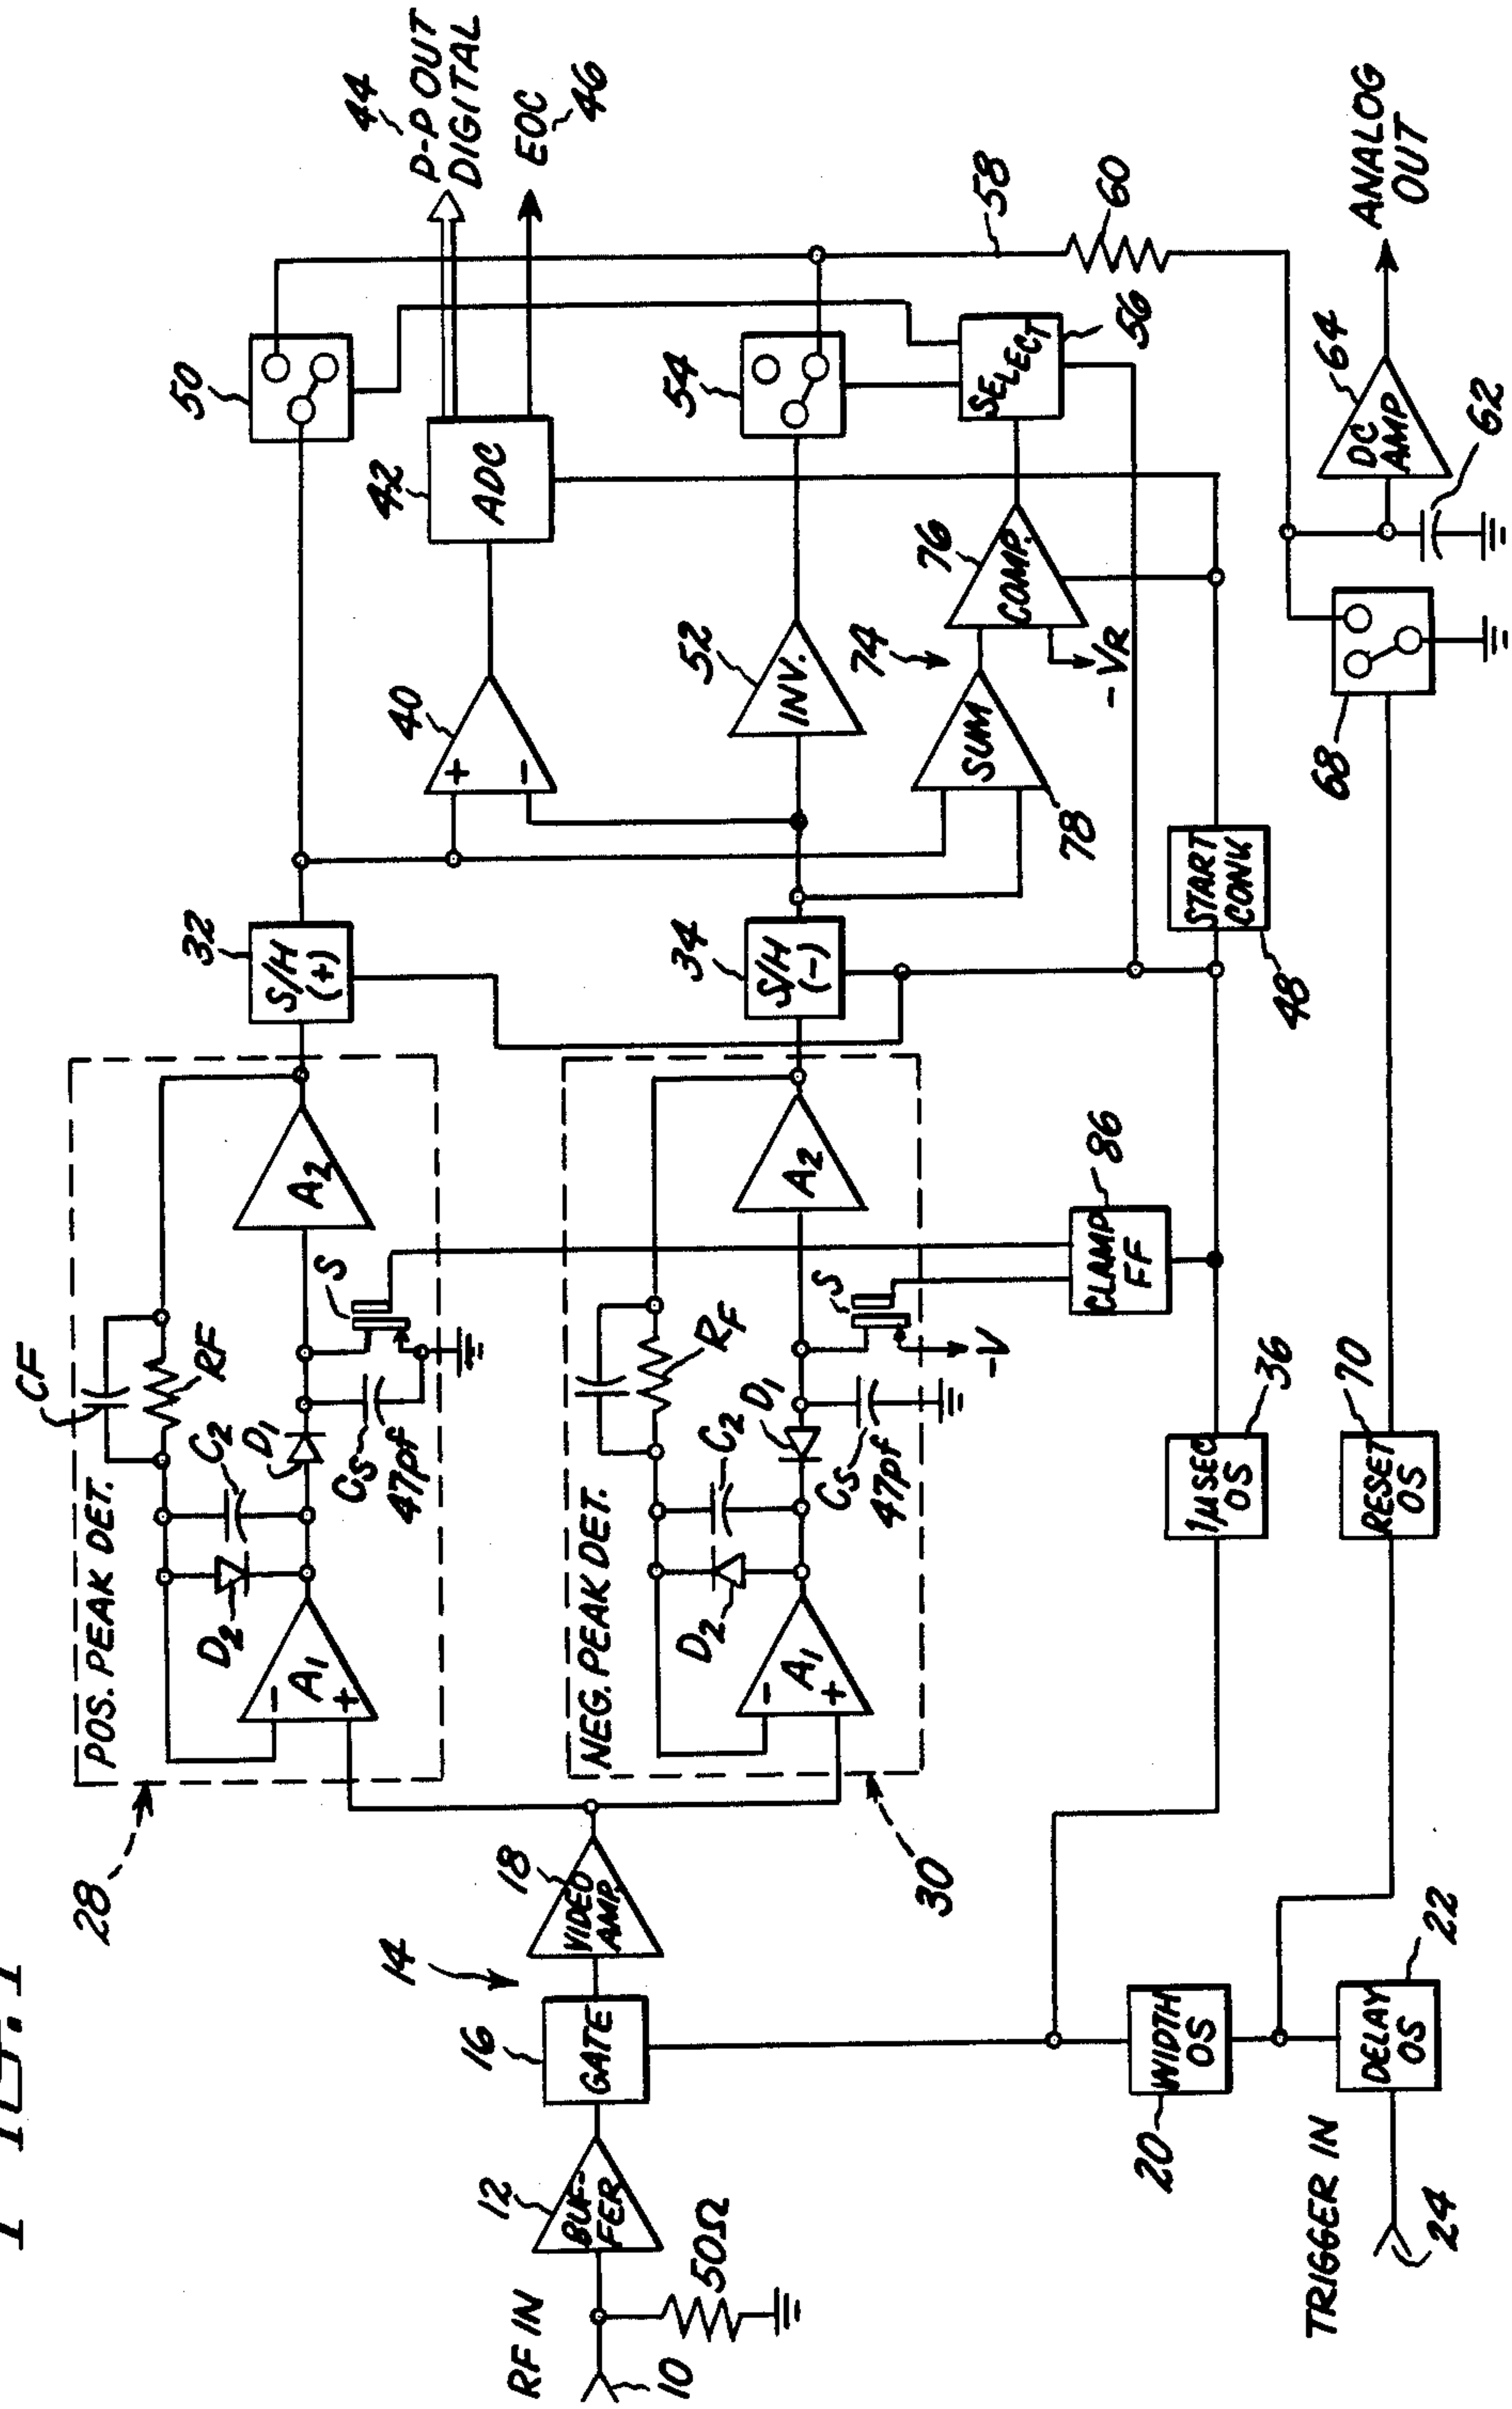 FIG. 1
RF IN
10
50Ω
12
BUF-
FER
14
16
GATE
18
VIDEO
AMP.
28
POS. PEAK DET.
CF
RF
D2
C2
D1
A1
-
+
CS
47pf
S
A2
30
NEG. PEAK DET.
RF
D2
C2
D1
A1
-
+
CS
47pf
S
-V
A2
32
S/H
(+)
34
S/H
(-)
40
+
-
42
ADC
44
P-P OUT
DIGITAL
EOC
46
50
52
INV.
54
74
SUM
78
76
COMP.
-VR
SELECT
56
58
60
CLAMP
FF
86
START
CONV
48
1μSEC
OS
36
RESET
OS
70
WIDTH
OS
20
DELAY
OS
22
TRIGGER IN
24
68
62
DC
AMP
64
ANALOG
OUT